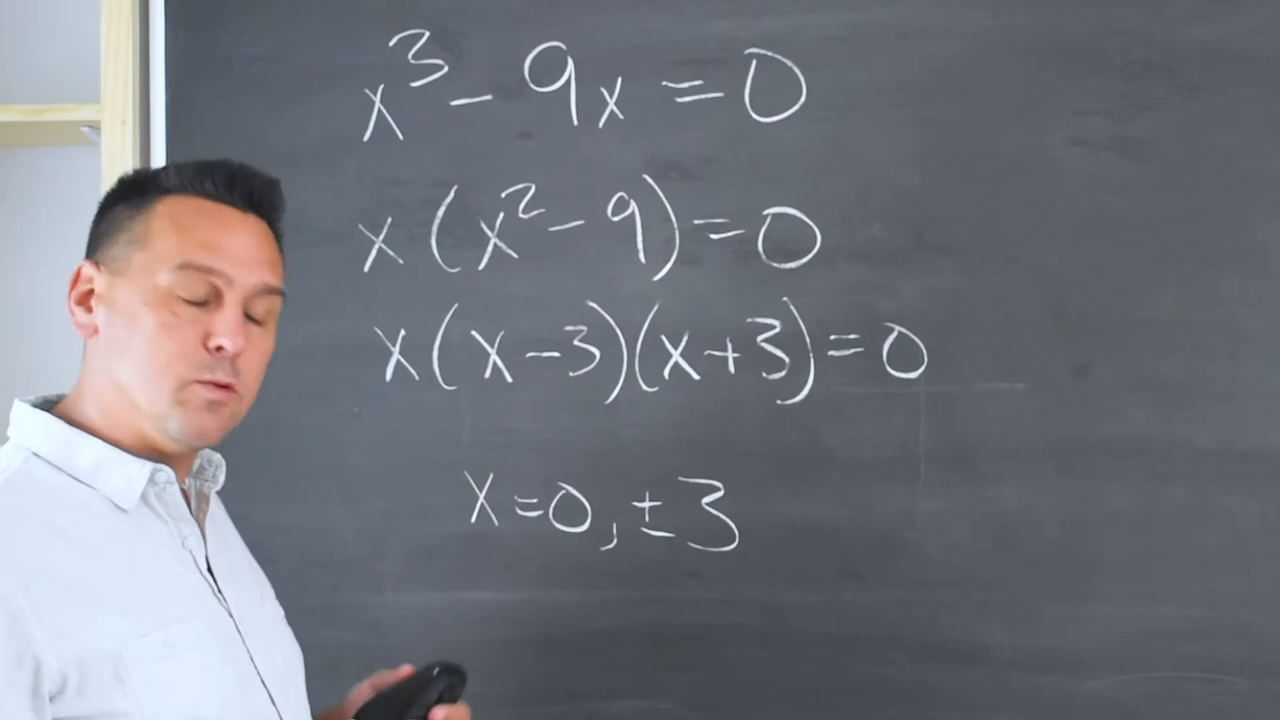 x³ - 9x = 0
x(x² - 9) = 0
x(x - 3)(x + 3) = 0
x = 0, ± 3